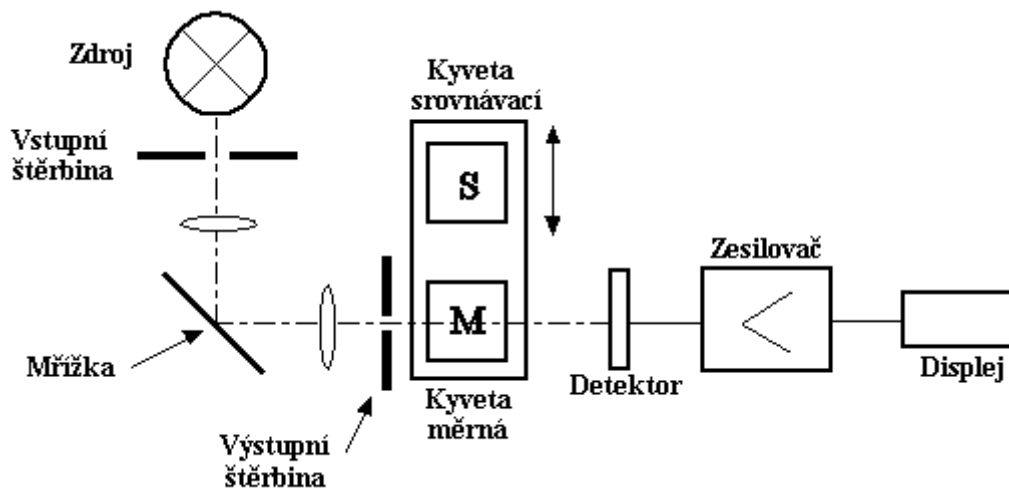 Zdroj
Vstupní
štěrbina
Kyveta
srovnávací
S
Zesilovač
M
Mřížka
Detektor
Displej
Kyveta
měrná
Výstupní
štěrbina